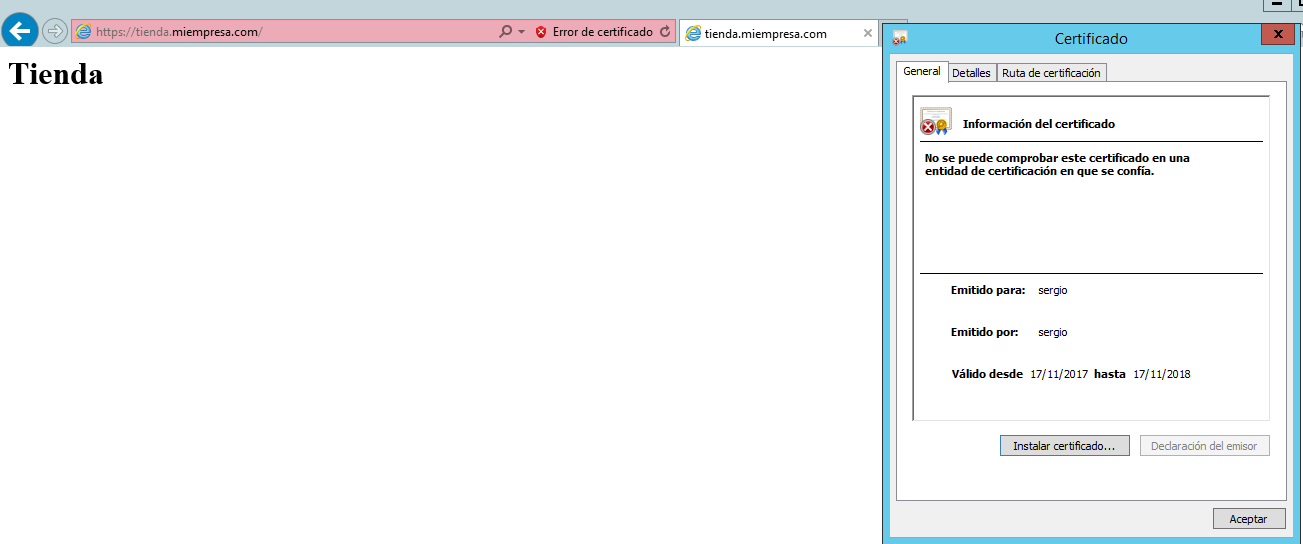 https://tienda.miempresa.com/
Error de certificado
tienda.miempresa.com
Tienda
Certificado
General
Detalles
Ruta de certificación
Información del certificado
No se puede comprobar este certificado en una
entidad de certificación en que se confía.
Emitido para: sergio
Emitido por: sergio
Válido desde 17/11/2017 hasta 17/11/2018
Instalar certificado...
Declaración del emisor
Aceptar